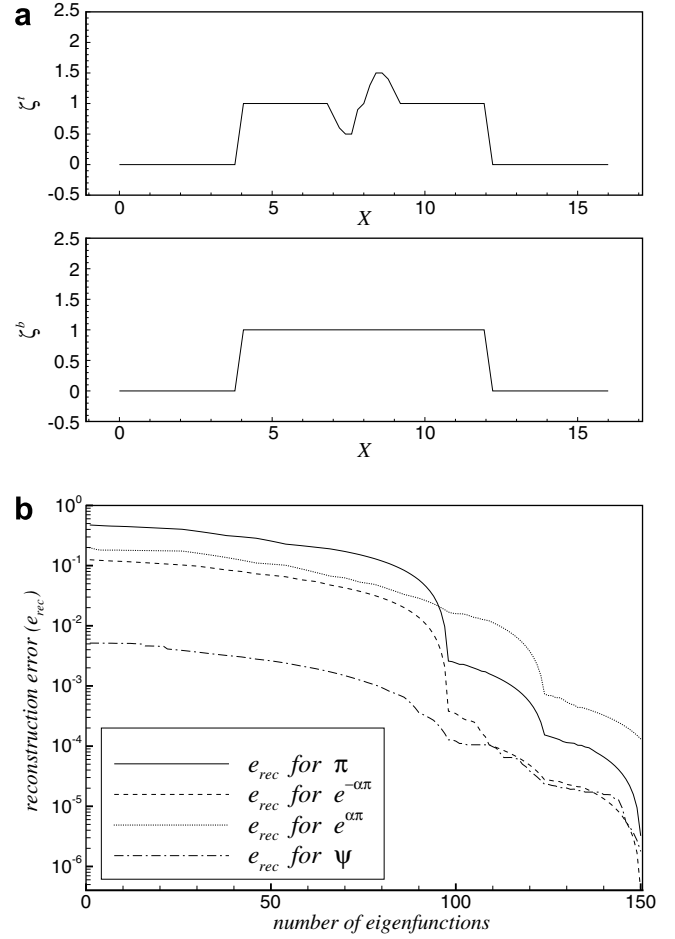 a
2.5
2
1.5
1
0.5
0
-0.5
ζᵗ
0 5 10 15
X
2.5
2
1.5
1
0.5
0
-0.5
ζᵇ
0 5 10 15
X
b
10⁰
10⁻¹
10⁻²
10⁻³
10⁻⁴
10⁻⁵
10⁻⁶
reconstruction error (e_rec)
e_rec for π
e_rec for e^-απ
e_rec for e^απ
e_rec for ψ
0 50 100 150
number of eigenfunctions